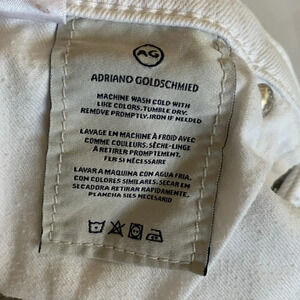 AG
ADRIANO GOLDSCHMIED
MACHINE WASH COLD WITH
LIKE COLORS. TUMBLE DRY.
REMOVE PROMPTLY. IRON IF NEEDED
LAVAGE EN MACHINE À FROID AVEC
COMME COULEURS. SÈCHE-LINGE
À RETIRER PROMPTEMENT.
FER SI NÉCESSAIRE
LAVAR A MAQUINA CON AGUA FRIA.
CON COLORES SIMILARES. SECAR EN
SECADORA RETIRAR RAPIDAMENTE.
PLANCHA SI ES NECESARIO